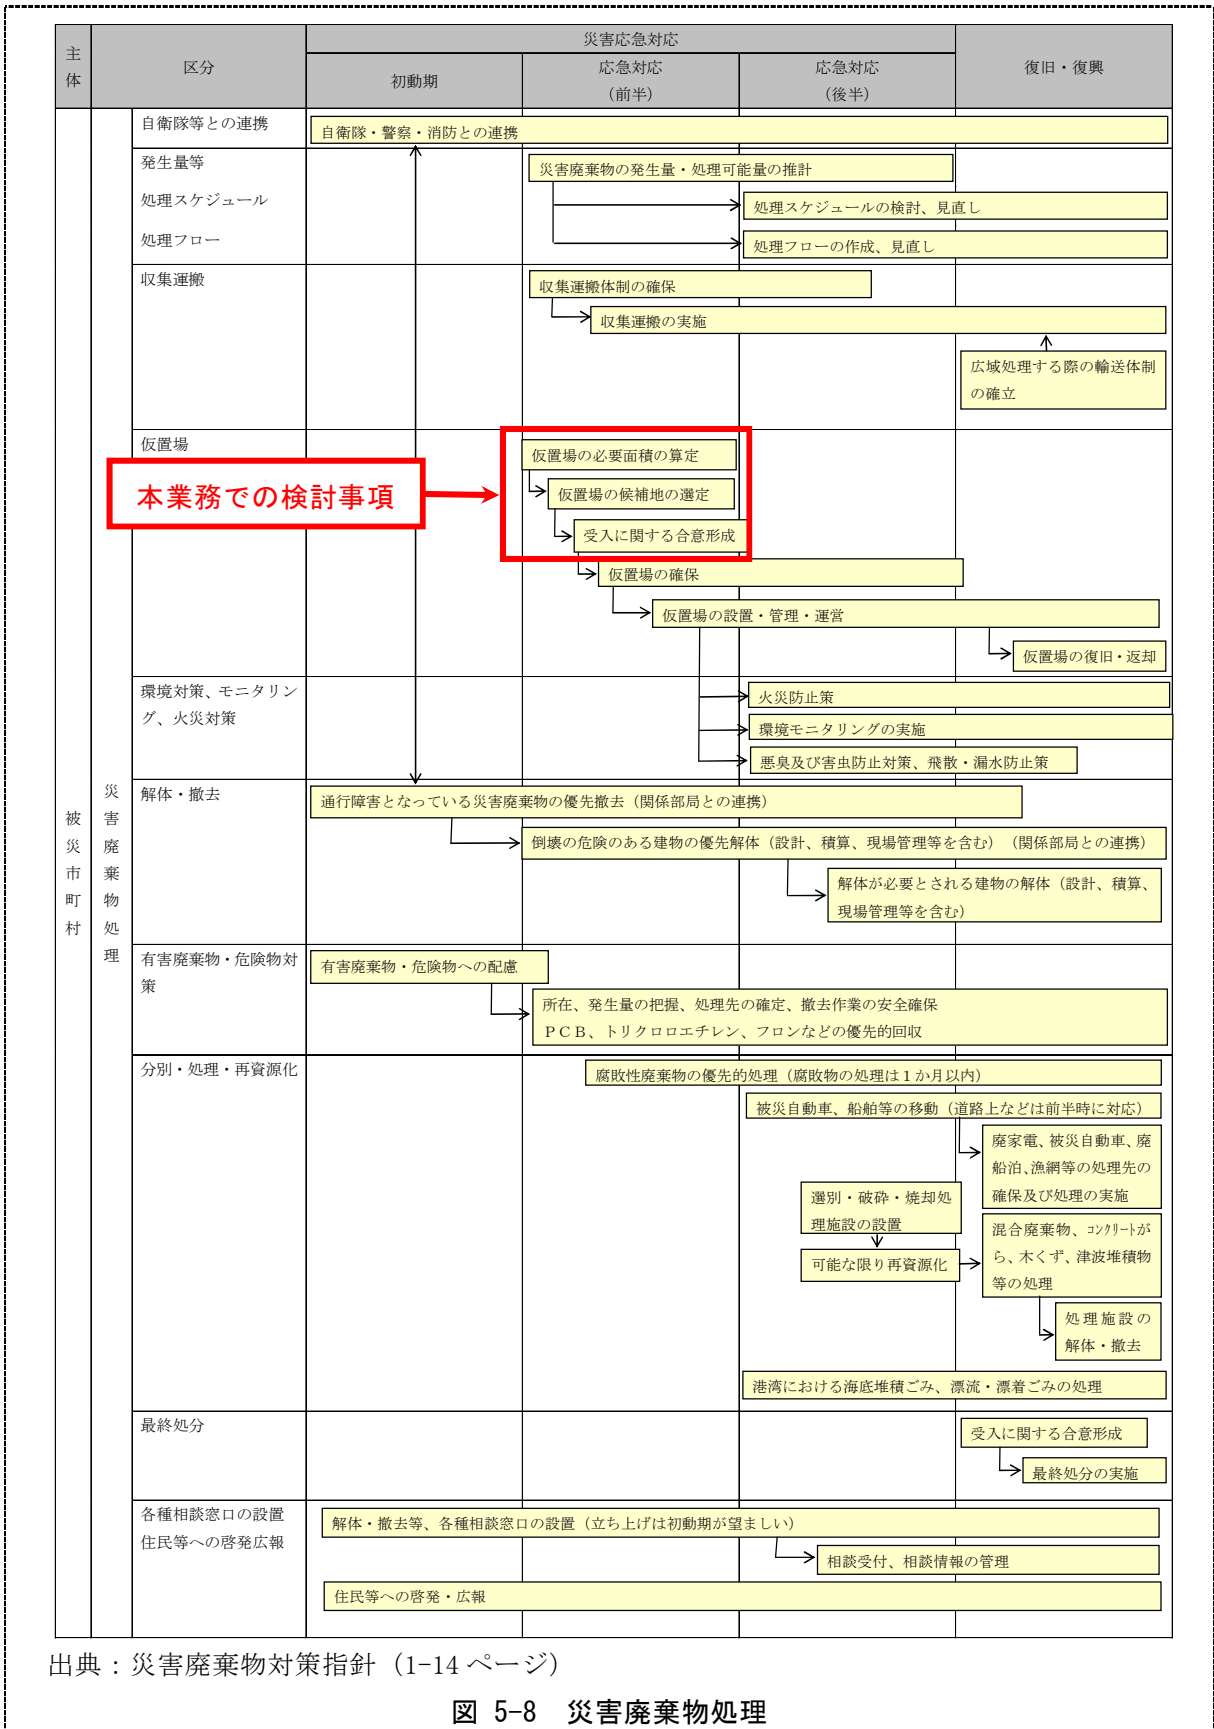 主体
区分
災害応急対応
初動期
応急対応
（前半）
応急対応
（後半）
復旧・復興
被災市町村
災害廃棄物処理
自衛隊等との連携
自衛隊・警察・消防との連携
発生量等
処理スケジュール
処理フロー
災害廃棄物の発生量・処理可能量の推計
処理スケジュールの検討、見直し
処理フローの作成、見直し
収集運搬
収集運搬体制の確保
収集運搬の実施
広域処理する際の輸送体制
の確立
仮置場
仮置場の必要面積の算定
仮置場の候補地の選定
受入に関する合意形成
本業務での検討事項
仮置場の確保
仮置場の設置・管理・運営
仮置場の復旧・返却
環境対策、モニタリン
グ、火災対策
火災防止策
環境モニタリングの実施
悪臭及び害虫防止対策、飛散・漏水防止策
解体・撤去
通行障害となっている災害廃棄物の優先撤去（関係部局との連携）
倒壊の危険のある建物の優先解体（設計、積算、現場管理等を含む）（関係部局との連携）
解体が必要とされる建物の解体（設計、積算、
現場管理等を含む）
有害廃棄物・危険物対
策
有害廃棄物・危険物への配慮
所在、発生量の把握、処理先の確定、撤去作業の安全確保
ＰＣＢ、トリクロロエチレン、フロンなどの優先的回収
分別・処理・再資源化
腐敗性廃棄物の優先的処理（腐敗物の処理は１か月以内）
被災自動車、船舶等の移動（道路上などは前半時に対応）
廃家電、被災自動車、廃
船泊、漁網等の処理先の
確保及び処理の実施
選別・破砕・焼却処
理施設の設置
可能な限り再資源化
混合廃棄物、コンクリートが
ら、木くず、津波堆積物
等の処理
処理施設の
解体・撤去
港湾における海底堆積ごみ、漂流・漂着ごみの処理
最終処分
受入に関する合意形成
最終処分の実施
各種相談窓口の設置
住民等への啓発広報
解体・撤去等、各種相談窓口の設置（立ち上げは初動期が望ましい）
相談受付、相談情報の管理
住民等への啓発・広報
出典：災害廃棄物対策指針（1-14 ページ）
図 5-8 災害廃棄物処理